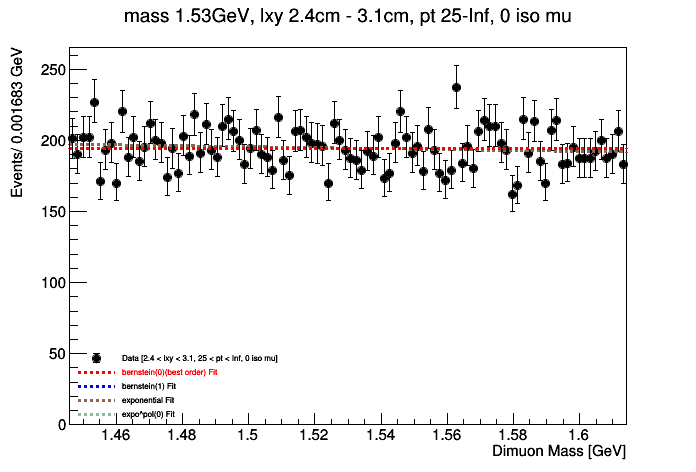 mass 1.53GeV, lxy 2.4cm - 3.1cm, pt 25-Inf, 0 iso mu
Events/ 0.001683 GeV
250
200
150
100
50
0
Data [2.4 < lxy < 3.1, 25 < pt < Inf, 0 iso mu]
bernstein(0)(best order) Fit
bernstein(1) Fit
exponential Fit
expo*pol(0) Fit
1.46 1.48 1.5 1.52 1.54 1.56 1.58 1.6
Dimuon Mass [GeV]